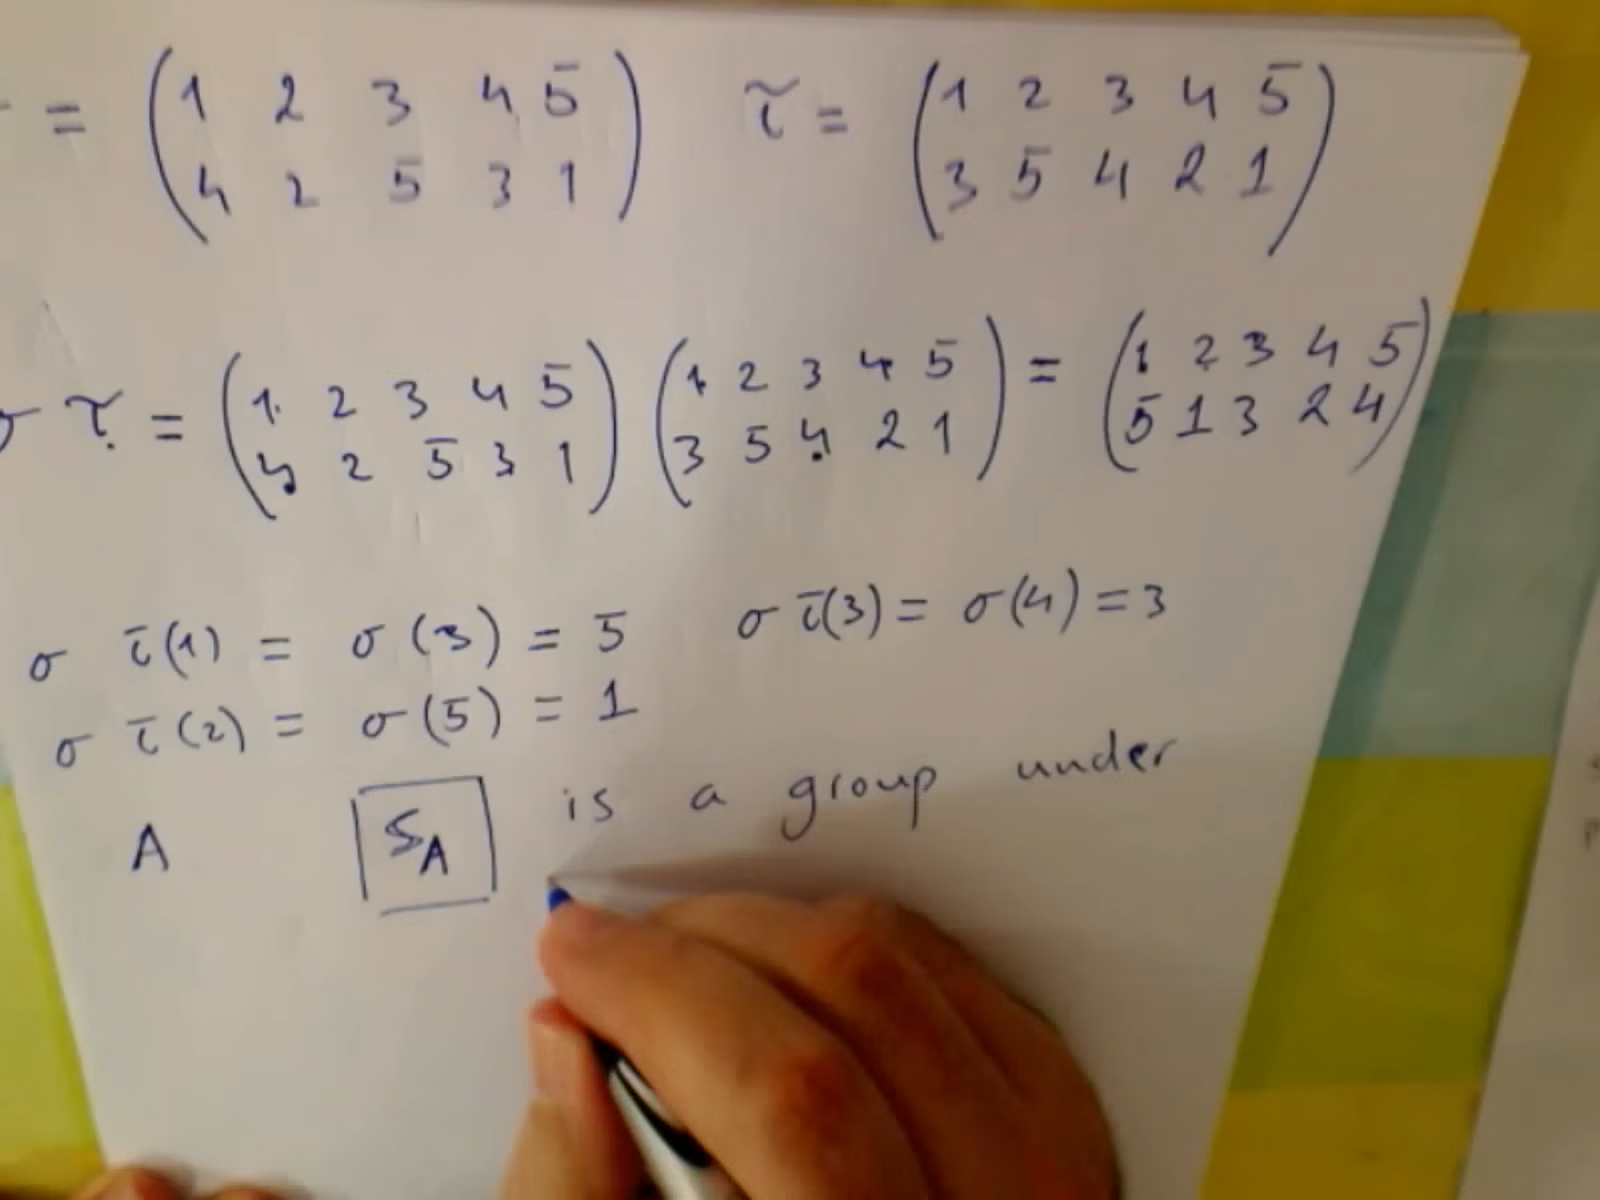 = ( 1 2 3 4 5 ) τ = ( 1 2 3 4 5 )
4 2 5 3 1 3 5 4 2 1
σ τ = ( 1 2 3 4 5 ) ( 1 2 3 4 5 ) = ( 1 2 3 4 5 )
4 2 5 3 1 3 5 4 2 1 5 1 3 2 4
σ τ(1) = σ(3) = 5 σ τ(3) = σ(4) = 3
σ τ(2) = σ(5) = 1
A S_A is a group under